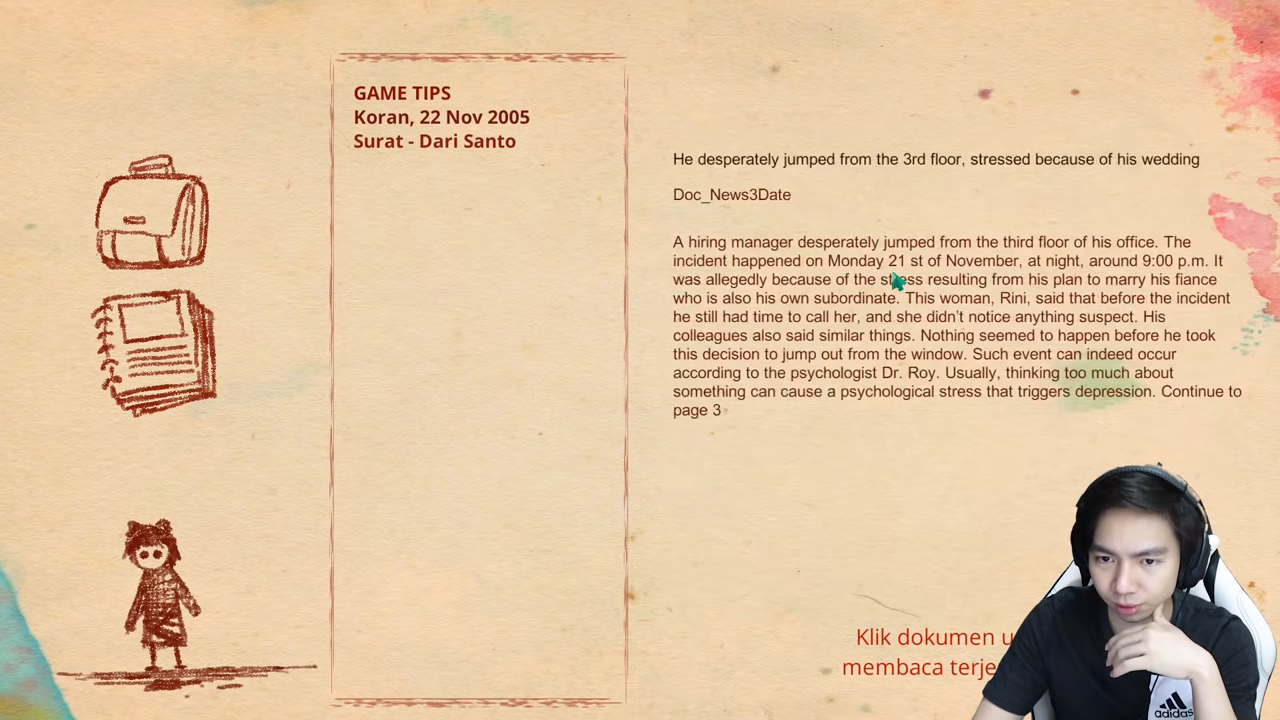 GAME TIPS
Koran, 22 Nov 2005
Surat - Dari Santo
He desperately jumped from the 3rd floor, stressed because of his wedding
Doc_News3Date
A hiring manager desperately jumped from the third floor of his office. The
incident happened on Monday 21 st of November, at night, around 9:00 p.m. It
was allegedly because of the stress resulting from his plan to marry his fiance
who is also his own subordinate. This woman, Rini, said that before the incident
he still had time to call her, and she didn't notice anything suspect. His
colleagues also said similar things. Nothing seemed to happen before he took
this decision to jump out from the window. Such event can indeed occur
according to the psychologist Dr. Roy. Usually, thinking too much about
something can cause a psychological stress that triggers depression. Continue to
page 3
Klik dokumen
membaca
adidas